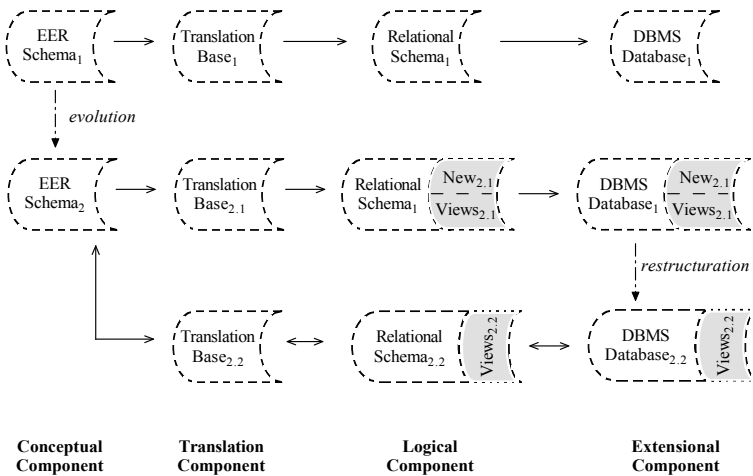 EER
Schema₁
Translation
Base₁
Relational
Schema₁
DBMS
Database₁
evolution
EER
Schema₂
Translation
Base₂.₁
Relational
Schema₁
New₂.₁
Views₂.₁
DBMS
Database₁
New₂.₁
Views₂.₁
restructuration
Translation
Base₂.₂
Relational
Schema₂.₂
Views₂.₂
DBMS
Database₂.₂
Views₂.₂
Conceptual
Component
Translation
Component
Logical
Component
Extensional
Component